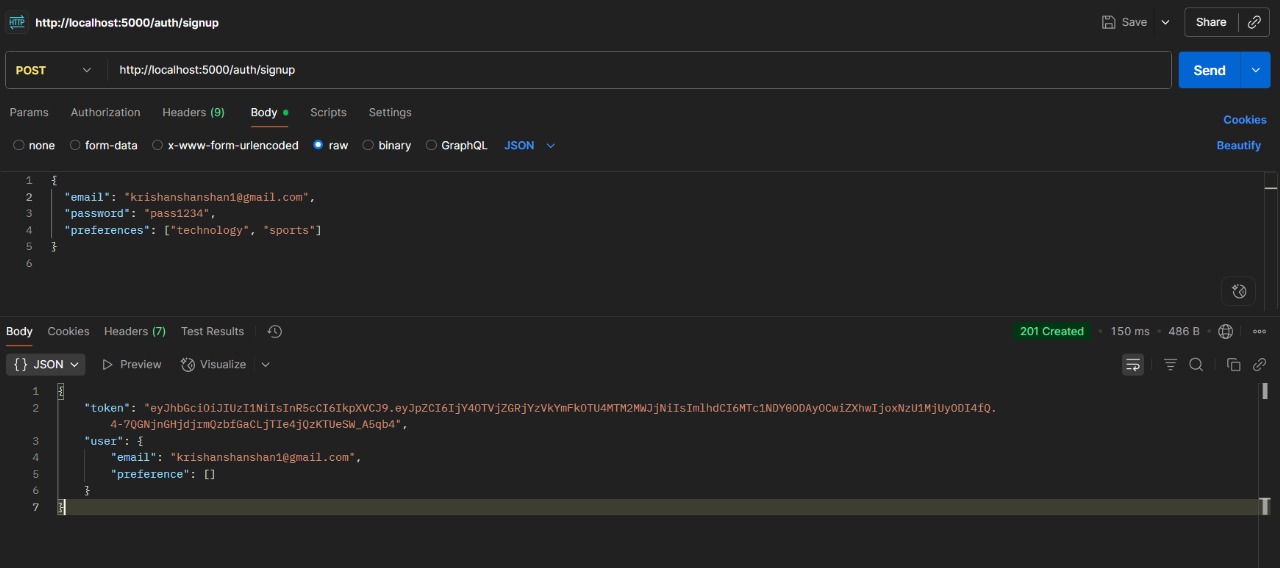 HTTP http://localhost:5000/auth/signup Save Share
POST http://localhost:5000/auth/signup Send
Params Authorization Headers (9) Body Scripts Settings Cookies
none form-data x-www-form-urlencoded raw binary GraphQL JSON Beautify
1 {
2 "email": "krishanshanshan1@gmail.com",
3 "password": "pass1234",
4 "preferences": ["technology", "sports"]
5 }
6
Body Cookies Headers (7) Test Results 201 Created • 150 ms • 486 B
{} JSON Preview Visualize
1 {
2 "token": "eyJhbGciOiJIUzI1NiIsInR5cCI6IkpXVCJ9.eyJpZCI6IjY4OTVjZGRjYzVkYmFkOTU4MTM2MWJjNiIsImlhdCI6MTc1NDY0ODAyOCwiZXhwIjoxNzU1MjUyODI4fQ.
4-7QGNjnGHjdjrmQzbfGaCLjTIe4jQzKTUeSW_A5qb4",
3 "user": {
4 "email": "krishanshanshan1@gmail.com",
5 "preference": []
6 }
7 }